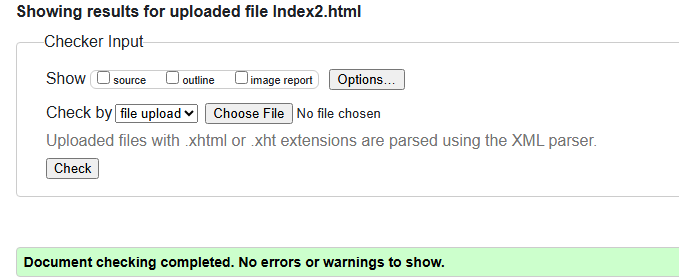 Showing results for uploaded file Index2.html
Checker Input
Show source outline image report Options...
Check by file upload Choose File No file chosen
Uploaded files with .xhtml or .xht extensions are parsed using the XML parser.
Check
Document checking completed. No errors or warnings to show.